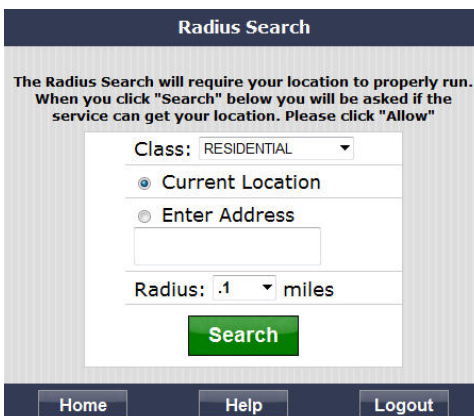 Radius Search
The Radius Search will require your location to properly run.
When you click "Search" below you will be asked if the
service can get your location. Please click "Allow"
Class: RESIDENTIAL
Current Location
Enter Address
Radius: .1 miles
Search
Home Help Logout